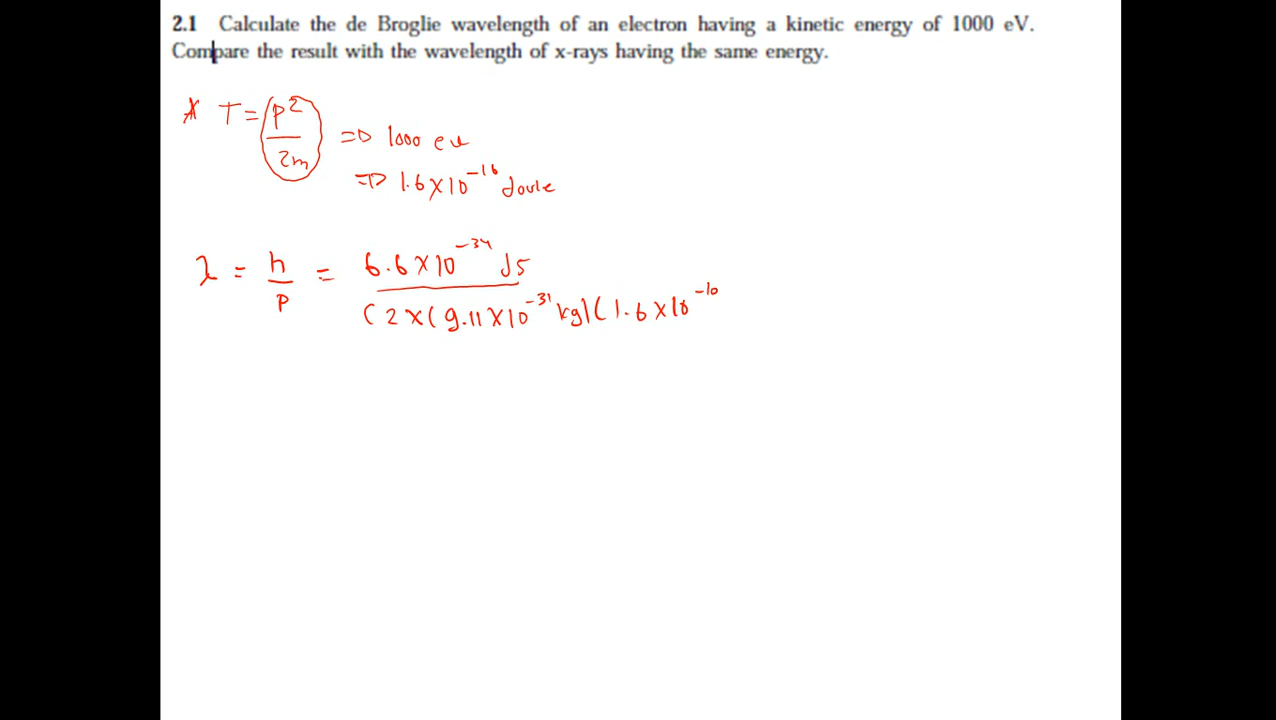 2.1 Calculate the de Broglie wavelength of an electron having a kinetic energy of 1000 eV.
Compare the result with the wavelength of x-rays having the same energy.
* T = p²/2m => 1000 ev
=> 1.6 × 10⁻¹⁶ Joule
λ = h/p = 6.6 × 10⁻³⁴ Js / (2 × (9.11 × 10⁻³¹ kg) (1.6 × 10⁻¹⁰